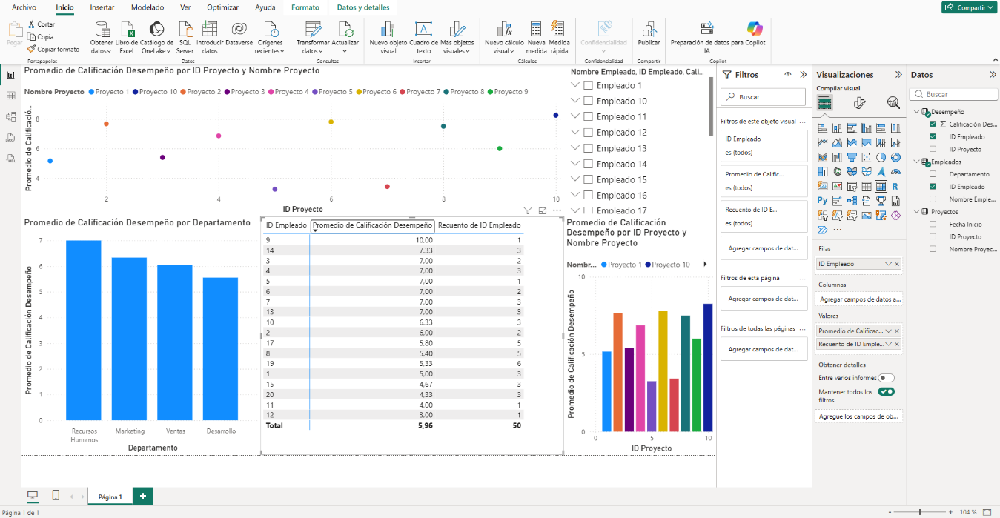 Archivo Inicio Insertar Modelado Ver Optimizar Ayuda Formato Datos y detalles
Compartir
Pegar
Cortar
Copia
Copiar formato
Portapapeles
Obtener datos
Libro de Excel
Catálogo de OneLake
SQL Server
Introducir datos
Dataverse
Orígenes recientes
Datos
Transformar datos
Actualizar
Consultas
Nuevo objeto visual
Cuadro de texto
Más objetos visuales
Insertar
Nuevo cálculo visual
Nueva medida
Medida rápida
Cálculos
Confidencialidad
Confidencialidad
Publicar
Compartir
Preparación de datos para IA
Copilot
Copilot
Promedio de Calificación Desempeño por ID Proyecto y Nombre Proyecto
Nombre Proyecto Proyecto 1 Proyecto 10 Proyecto 2 Proyecto 3 Proyecto 4 Proyecto 5 Proyecto 6 Proyecto 7 Proyecto 8 Proyecto 9
Promedio de Calificació...
8
6
4
2 4 6 8 10
ID Proyecto
Nombre Empleado, ID Empleado, Cali...
Empleado 1
Empleado 10
Empleado 11
Empleado 12
Empleado 13
Empleado 14
Empleado 15
Empleado 16
Empleado 17
Promedio de Calificación Desempeño por Departamento
Promedio de Calificación Desempeño
7
6
5
4
3
2
1
0
Recursos Humanos
Marketing
Ventas
Desarrollo
Departamento
ID Empleado Promedio de Calificación Desempeño Recuento de ID Empleado
9 10.00 1
14 7.33 3
3 7.00 2
4 7.00 3
5 7.00 1
6 7.00 2
7 7.00 3
13 7.00 3
10 6.33 3
2 6.00 2
17 5.80 5
8 5.40 5
19 5.33 6
1 5.00 3
15 4.67 3
20 4,33 3
11 4.00 1
12 3.00 1
Total 5,96 50
Promedio de Calificación
Desempeño por ID Proyecto y
Nombre Proyecto
Nombr... Proyecto 1 Proyecto 10
Promedio de Calificación Desempeño
10
5
0
0 5 10
ID Proyecto
Filtros
Buscar
Filtros de este objeto visual ...
ID Empleado
es (todos)
Promedio de Calific...
es (todos)
Recuento de ID E...
es (todos)
Agregar campos de dat...
Filtros de esta página ...
Agregar campos de dat...
Filtros de todas las páginas ...
Agregar campos de dat...
Visualizaciones
Compilar visual
R
Py
...
Filas
ID Empleado
Columnas
Agregar campos de datos a...
Valores
Promedio de Calificac...
Recuento de ID Emple...
Obtener detalles
Entre varios informes
Mantener todos los
filtros
Agregue los campos de ob...
Datos
Buscar
Desempeño
Calificación Des...
ID Empleado
ID Proyecto
Empleados
Departamento
ID Empleado
Nombre Emple...
Proyectos
Fecha Inicio
ID Proyecto
Nombre Proyec...
Página 1
+
Página 1 de 1
- + 104 %